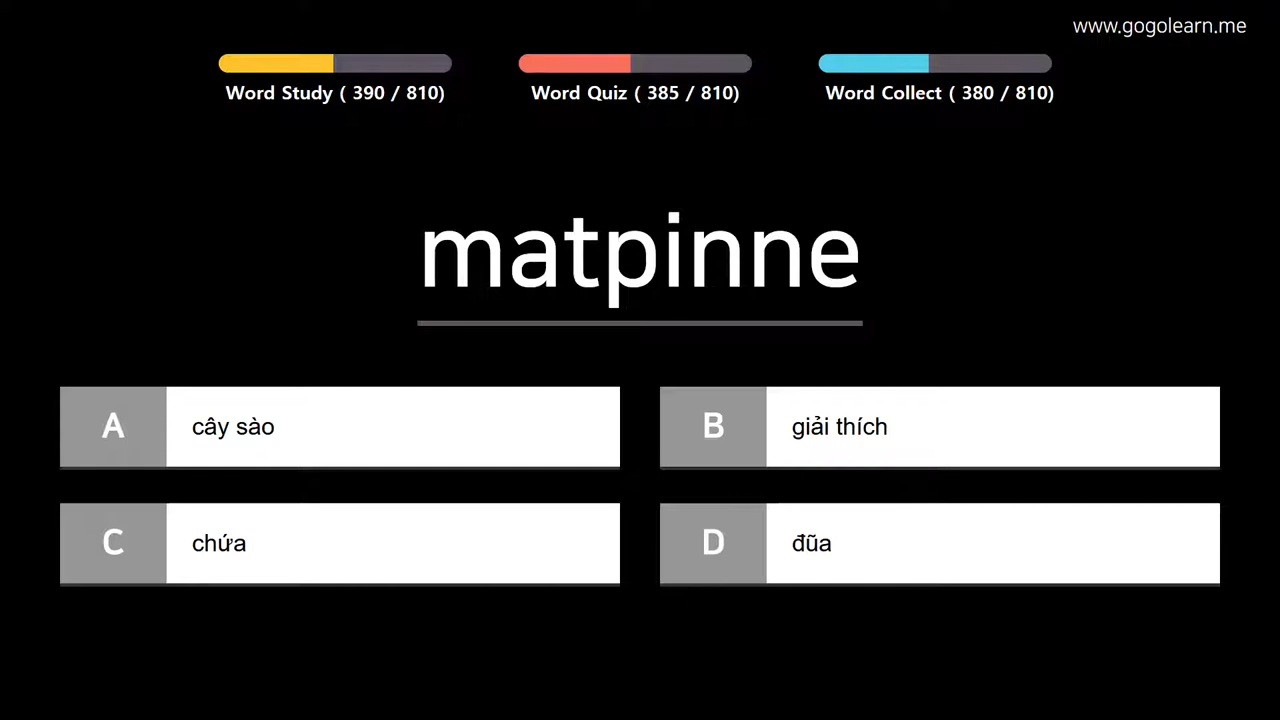 www.gogolearn.me
Word Study ( 390 / 810)
Word Quiz ( 385 / 810)
Word Collect ( 380 / 810)
matpinne
A cây sào
B giải thích
C chứa
D đũa